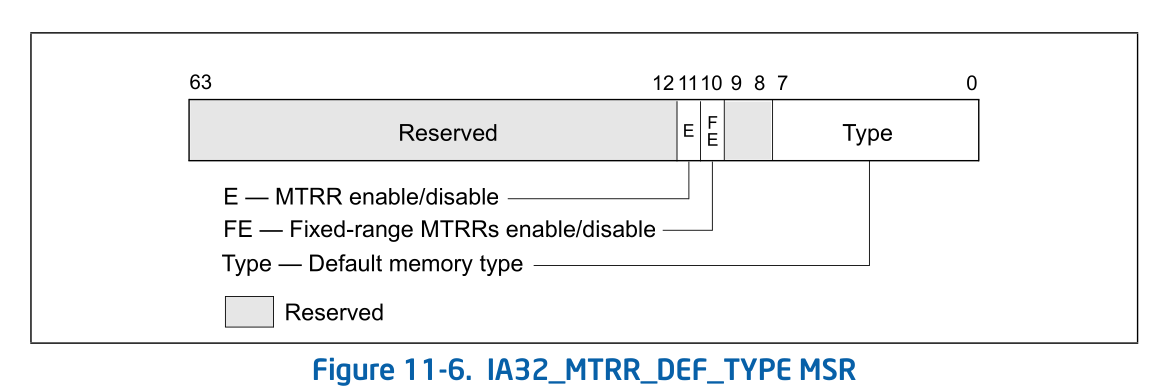 63 12 11 10 9 8 7 0
Reserved E FE Type
E — MTRR enable/disable
FE — Fixed-range MTRRs enable/disable
Type — Default memory type
Reserved
Figure 11-6. IA32_MTRR_DEF_TYPE MSR